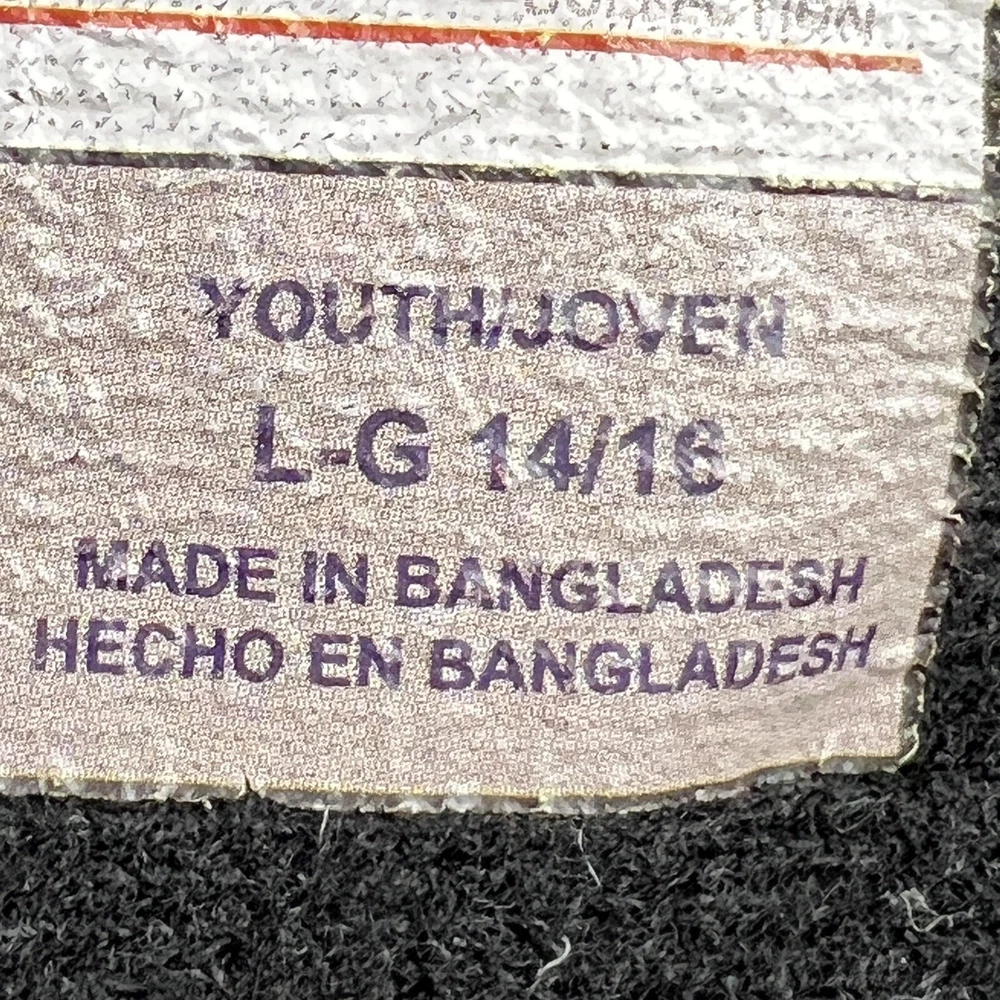 YOUTH/JOVEN
L-G 14/16
MADE IN BANGLADESH
HECHO EN BANGLADESH